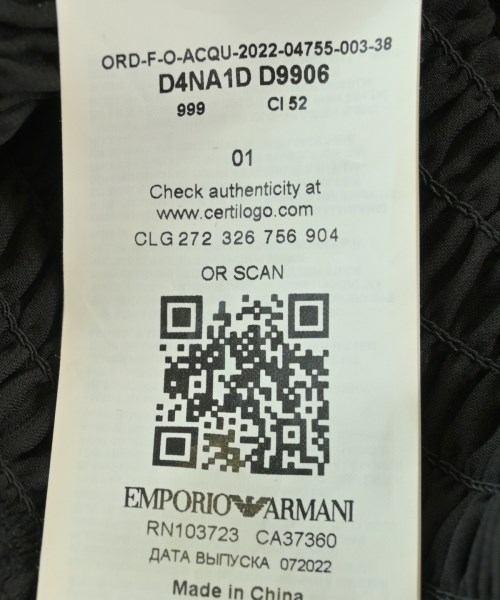 ORD-F-O-ACQU-2022-04755-003-38
D4NA1D D9906
999 CI 52
01
Check authenticity at
www.certilogo.com
CLG 272 326 756 904
OR SCAN
EMPORIO ARMANI
RN103723 CA37360
ДАТА ВЫПУСКА 072022
Made in China